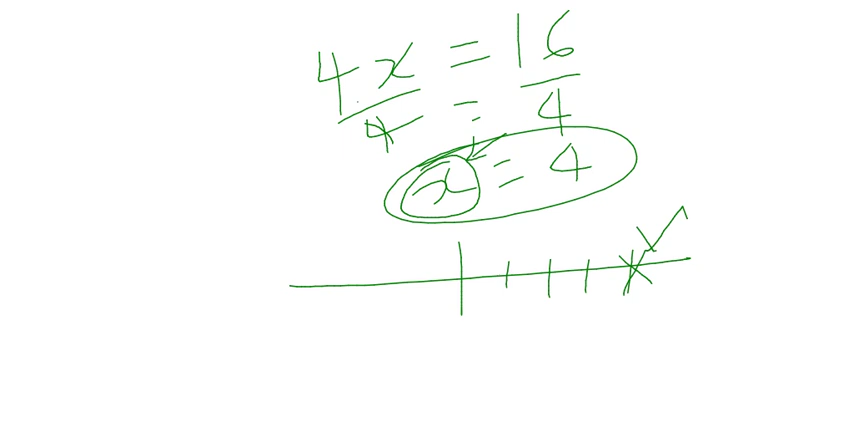 4x = 16
4 = 4
x = 4